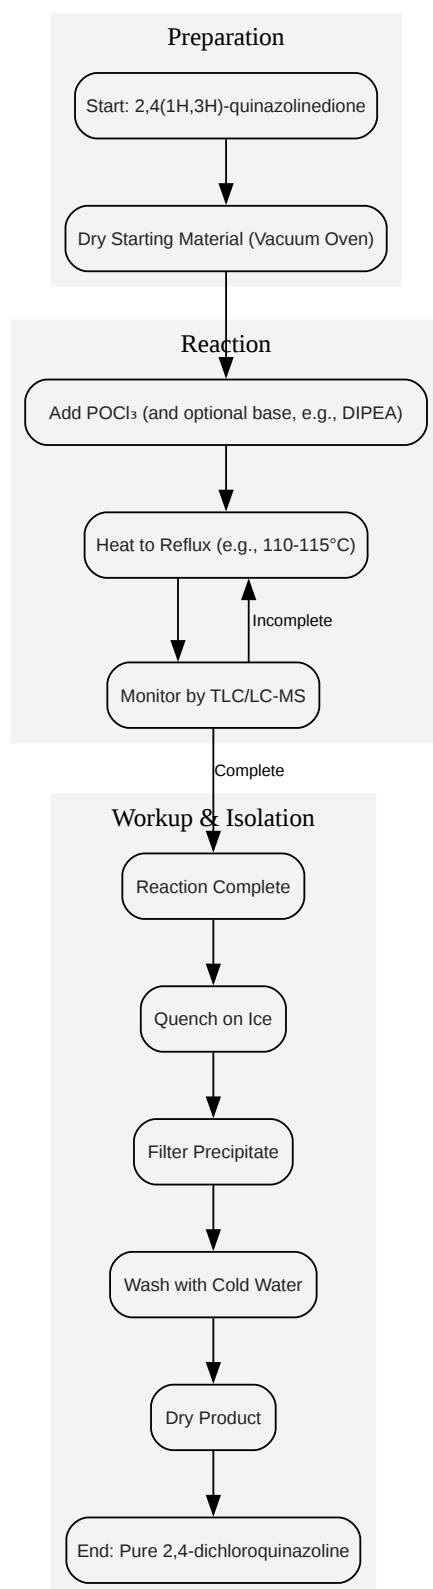 Preparation
Start: 2,4(1H,3H)-quinazolinedione
Dry Starting Material (Vacuum Oven)
Reaction
Add POCl₃ (and optional base, e.g., DIPEA)
Heat to Reflux (e.g., 110-115°C)
Incomplete
Monitor by TLC/LC-MS
Complete
Workup & Isolation
Reaction Complete
Quench on Ice
Filter Precipitate
Wash with Cold Water
Dry Product
End: Pure 2,4-dichloroquinazoline